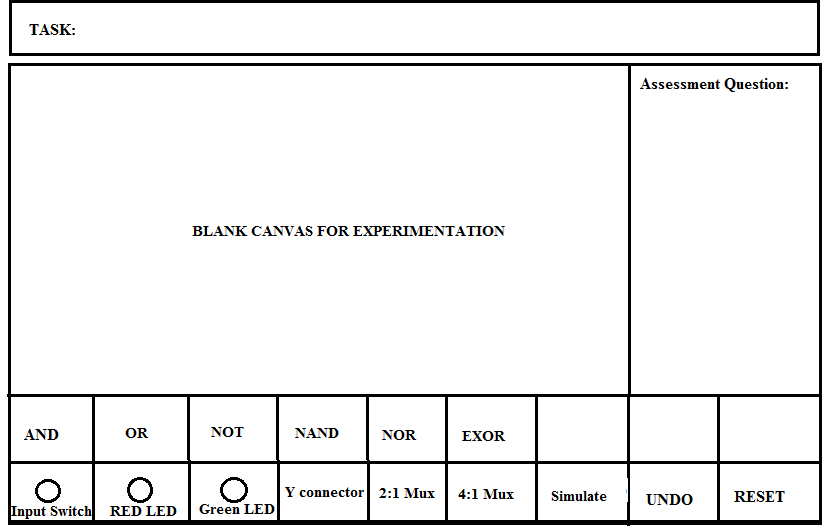 TASK:
Assessment Question:
BLANK CANVAS FOR EXPERIMENTATION
AND
OR
NOT
NAND
NOR
EXOR
Input Switch
RED LED
Green LED
Y connector
2:1 Mux
4:1 Mux
Simulate
UNDO
RESET